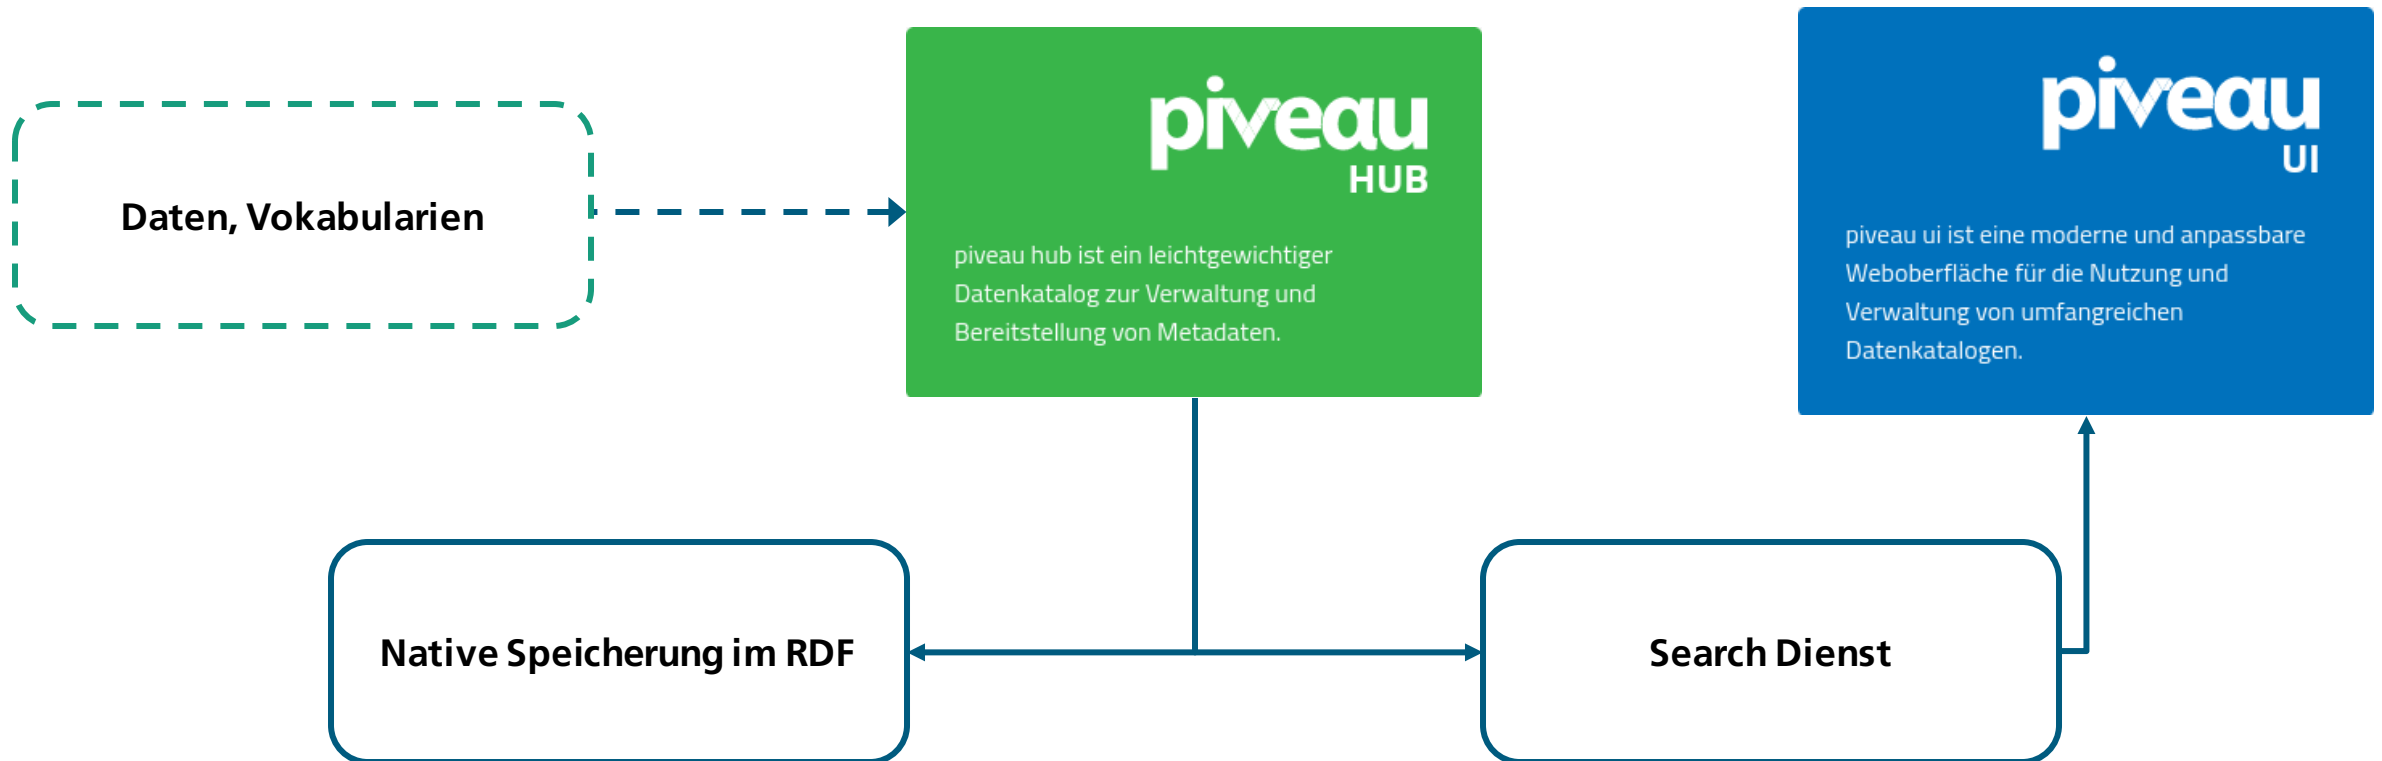 Daten, Vokabularien
piveau
HUB
piveau hub ist ein leichtgewichtiger
Datenkatalog zur Verwaltung und
Bereitstellung von Metadaten.
piveau
UI
piveau ui ist eine moderne und anpassbare
Weboberfläche für die Nutzung und
Verwaltung von umfangreichen
Datenkatalogen.
Native Speicherung im RDF
Search Dienst